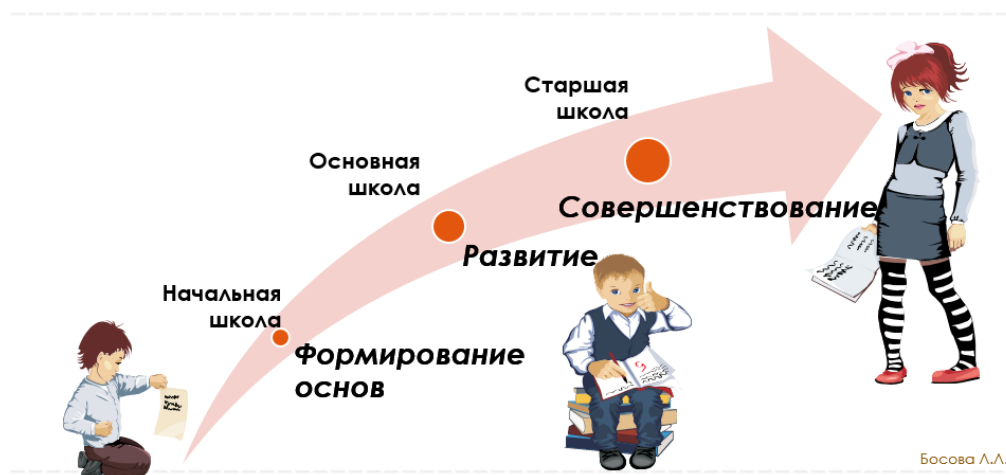 Старшая
школа
Основная
школа
Совершенствование
Развитие
Начальная
школа
Формирование
основ
Босова Л.Л.